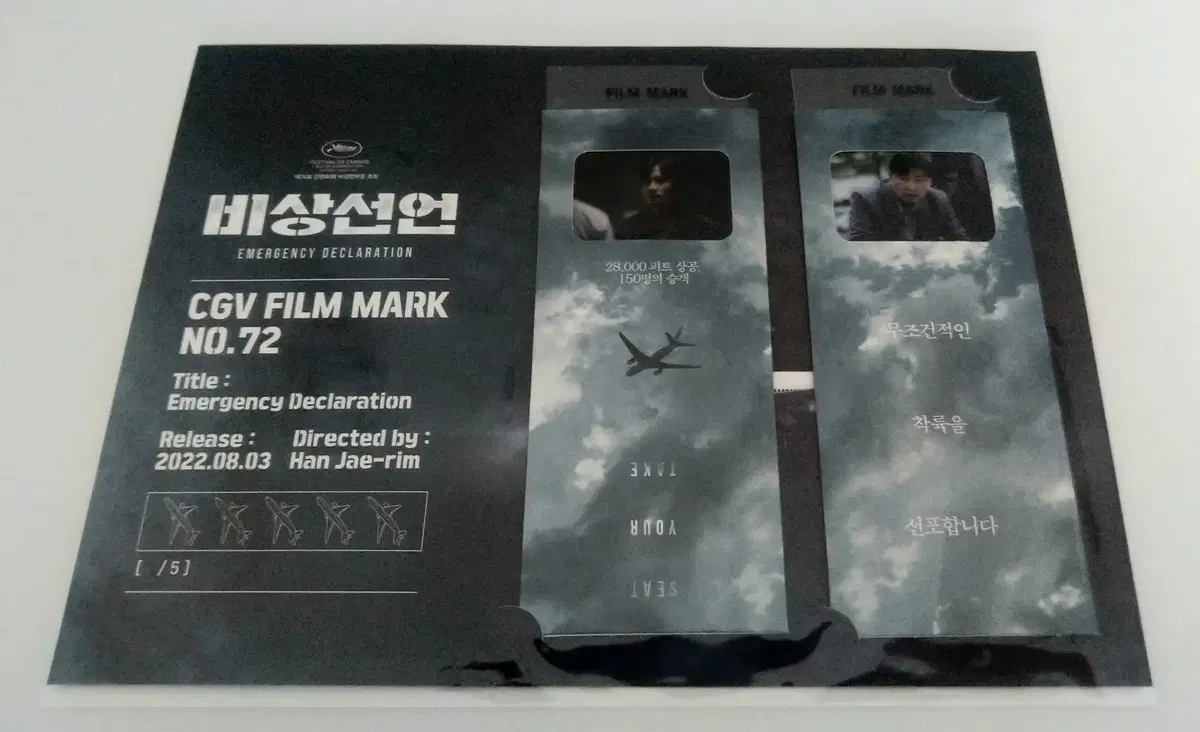 FESTIVAL DE CANNES
비상선언
EMERGENCY DECLARATION
CGV FILM MARK
NO.72
Title :
Emergency Declaration
Release :
2022.08.03
Directed by :
Han Jae-rim
[ /5]
FILM MARK
28,000 피트 상공,
150명의 승객
TAKE
YOUR
SEAT
FILM MARK
무조건적인
착륙을
선포합니다